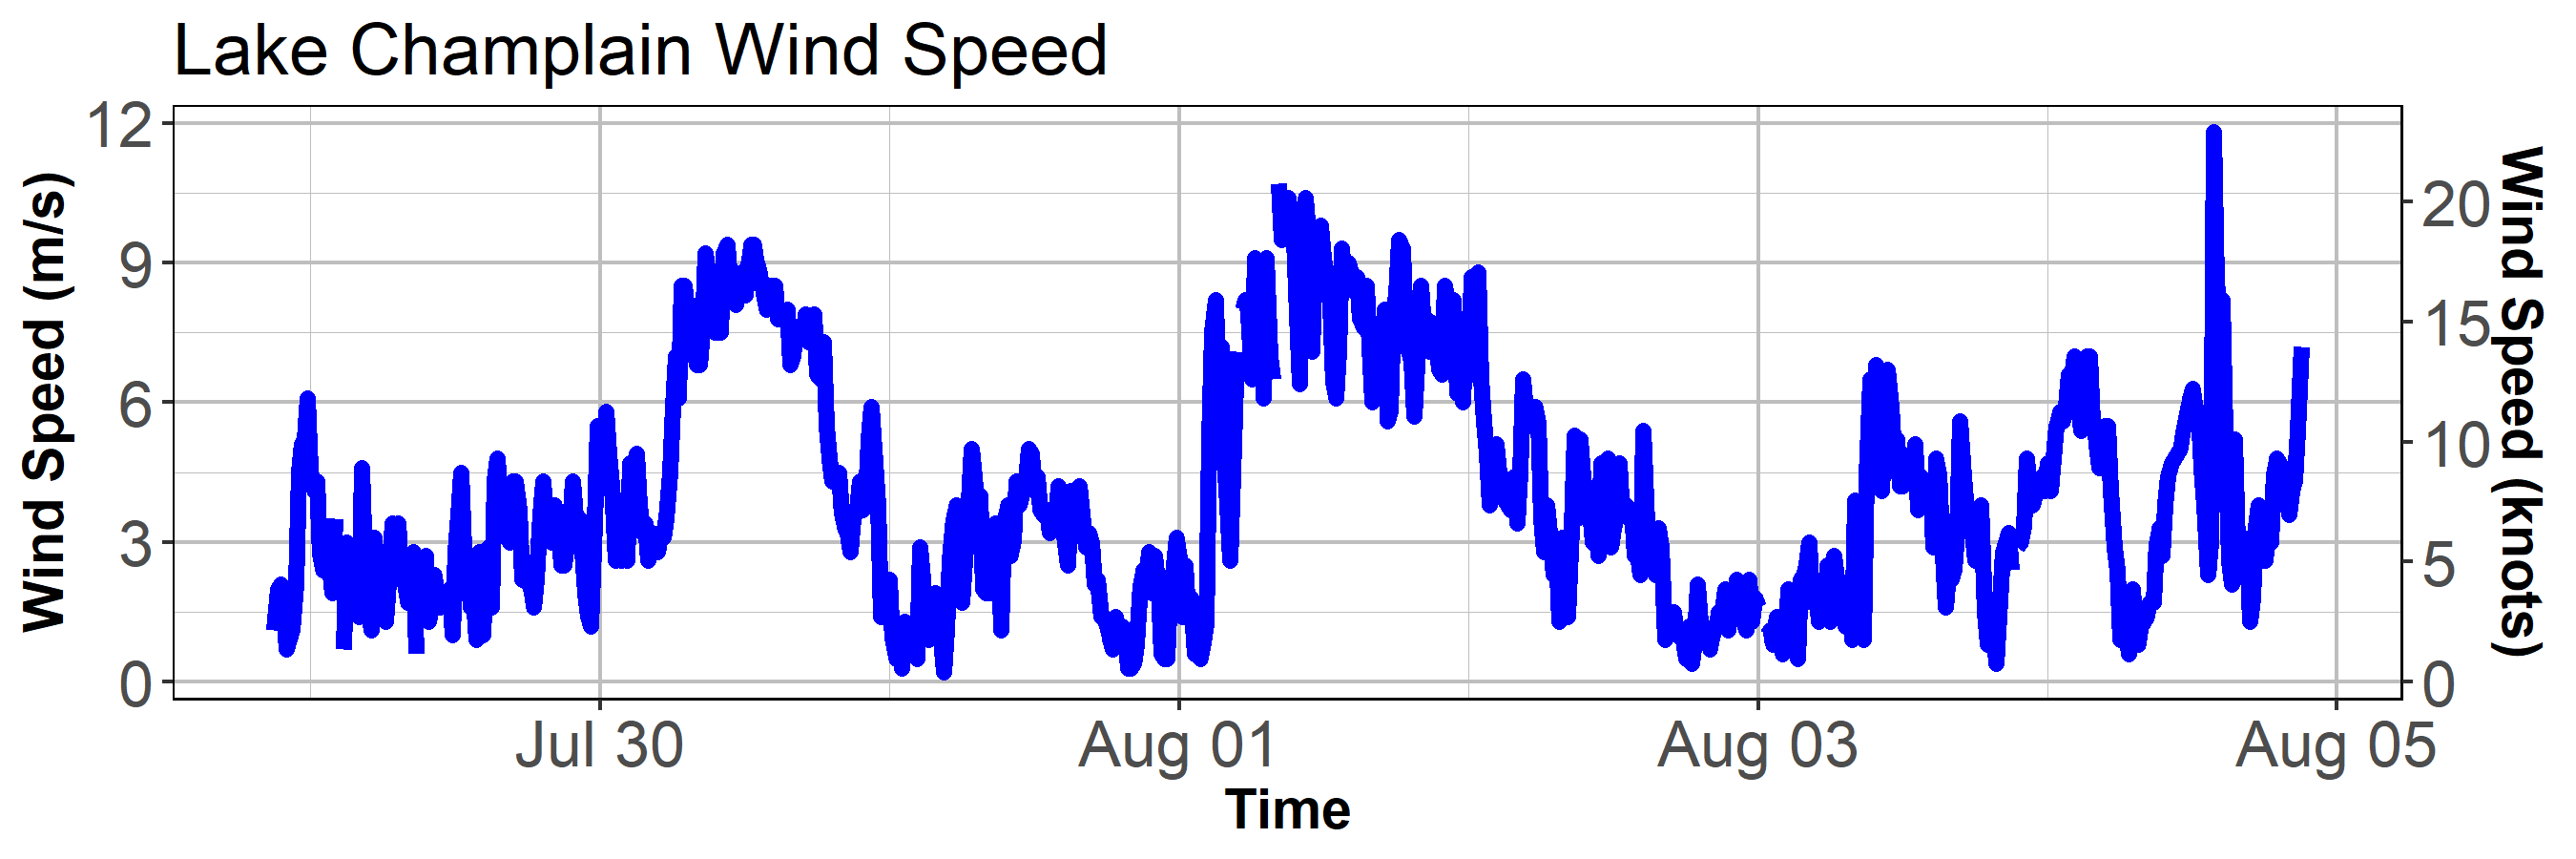 Lake Champlain Wind Speed
Wind Speed (m/s)
12
9
6
3
0
Wind Speed (knots)
20
15
10
5
0
Jul 30
Aug 01
Aug 03
Aug 05
Time